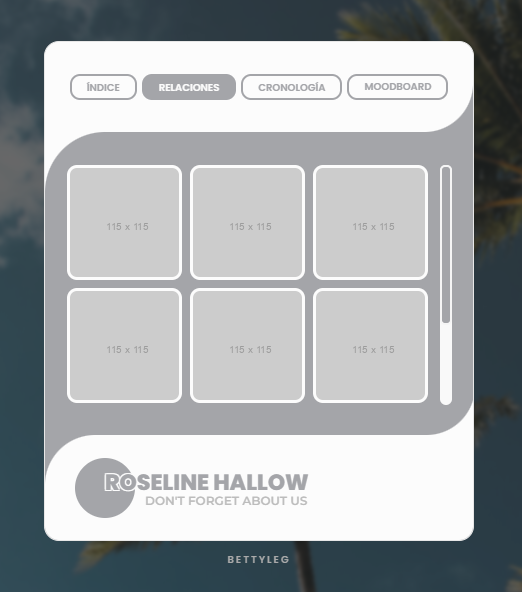 ÍNDICE
RELACIONES
CRONOLOGÍA
MOODBOARD
115 x 115
115 x 115
115 x 115
115 x 115
115 x 115
115 x 115
ROSELINE HALLOW
DON'T FORGET ABOUT US
BETTYLEG